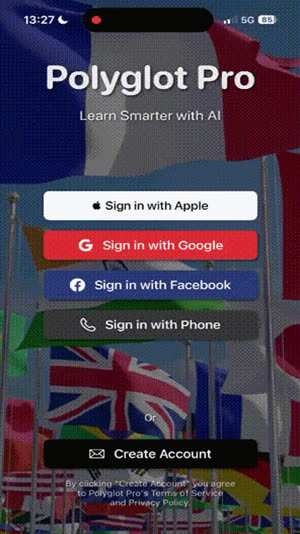 13:27
5G 85
Polyglot Pro
Learn Smarter with AI
Sign in with Apple
Sign in with Google
Sign in with Facebook
Sign in with Phone
Or
Create Account
By clicking "Create Account" you agree
to Polyglot Pro's Terms of Service
and Privacy Policy.